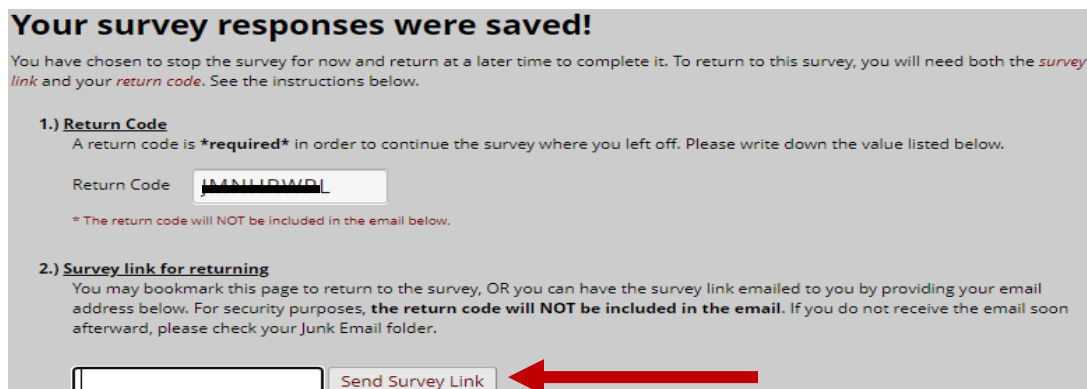 Your survey responses were saved!
You have chosen to stop the survey for now and return at a later time to complete it. To return to this survey, you will need both the survey
link and your return code. See the instructions below.
1.) Return Code
A return code is *required* in order to continue the survey where you left off. Please write down the value listed below.
Return Code
* The return code will NOT be included in the email below.
2.) Survey link for returning
You may bookmark this page to return to the survey, OR you can have the survey link emailed to you by providing your email
address below. For security purposes, the return code will NOT be included in the email. If you do not receive the email soon
afterward, please check your Junk Email folder.
Send Survey Link